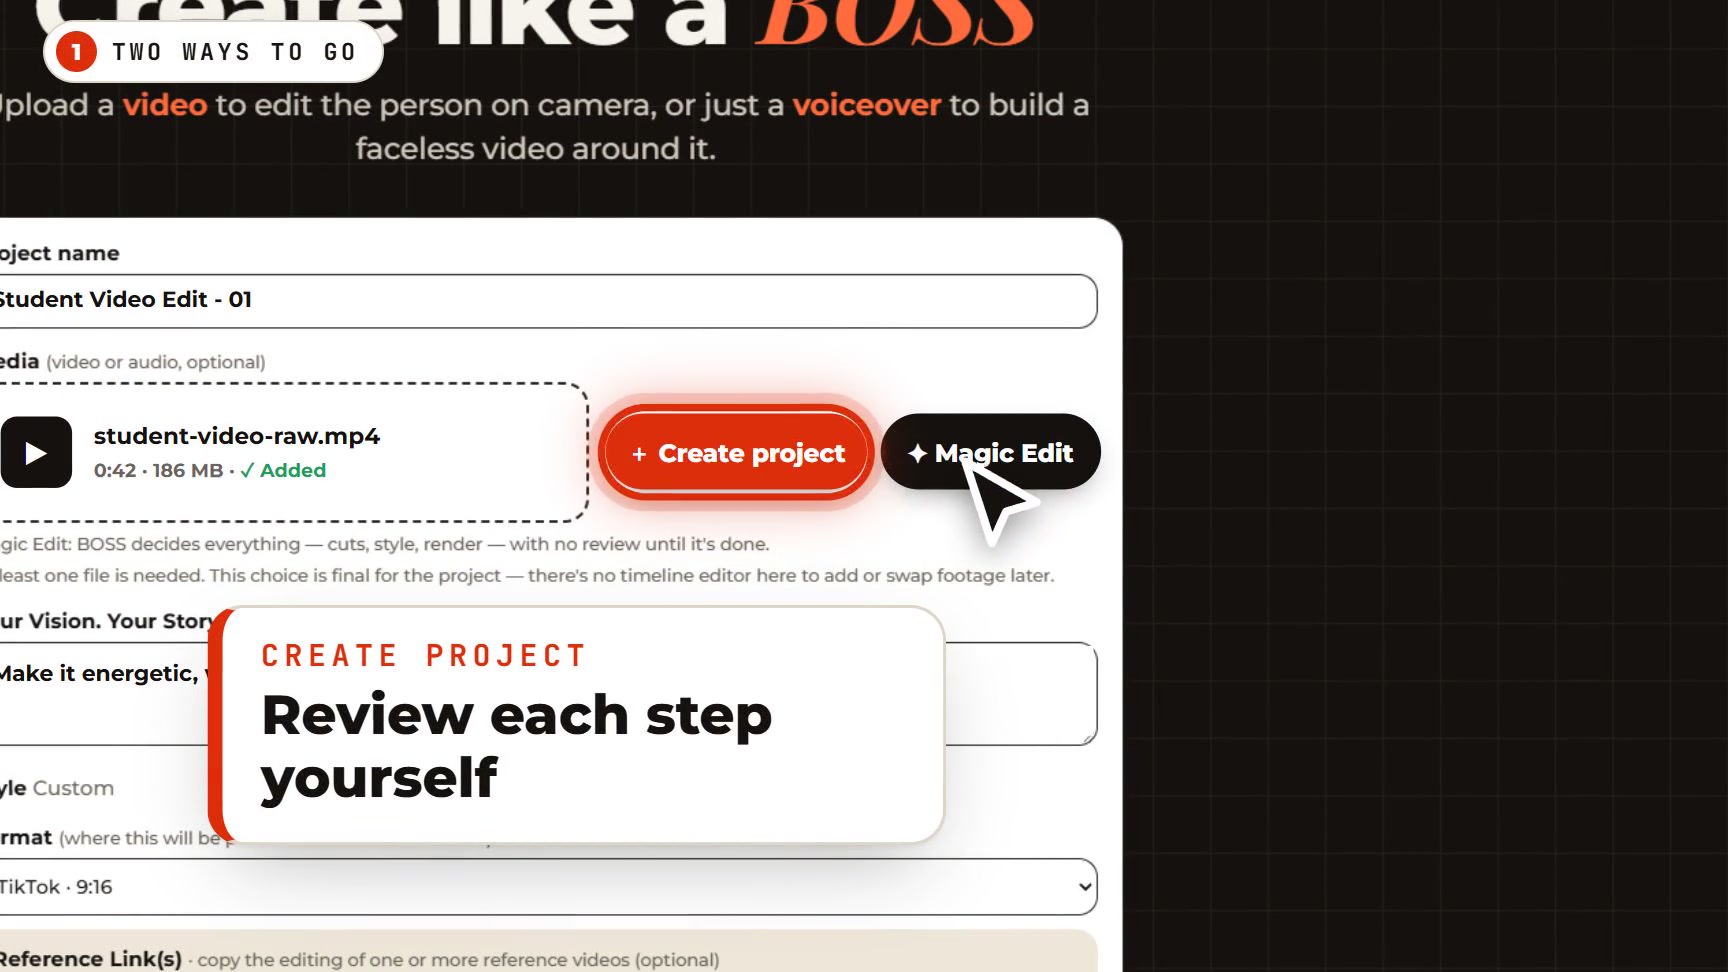 Create like a BOSS
1 TWO WAYS TO GO
Upload a video to edit the person on camera, or just a voiceover to build a
faceless video around it.
oject name
Student Video Edit - 01
edia (video or audio, optional)
student-video-raw.mp4
0:42 · 186 MB · ✓ Added
+ Create project
✦ Magic Edit
gic Edit: BOSS decides everything — cuts, style, render — with no review until it's done.
least one file is needed. This choice is final for the project — there's no timeline editor here to add or swap footage later.
ur Vision. Your Story
Make it energetic,
CREATE PROJECT
Review each step
yourself
yle Custom
rmat (where this will be
TikTok · 9:16
Reference Link(s) · copy the editing of one or more reference videos (optional)